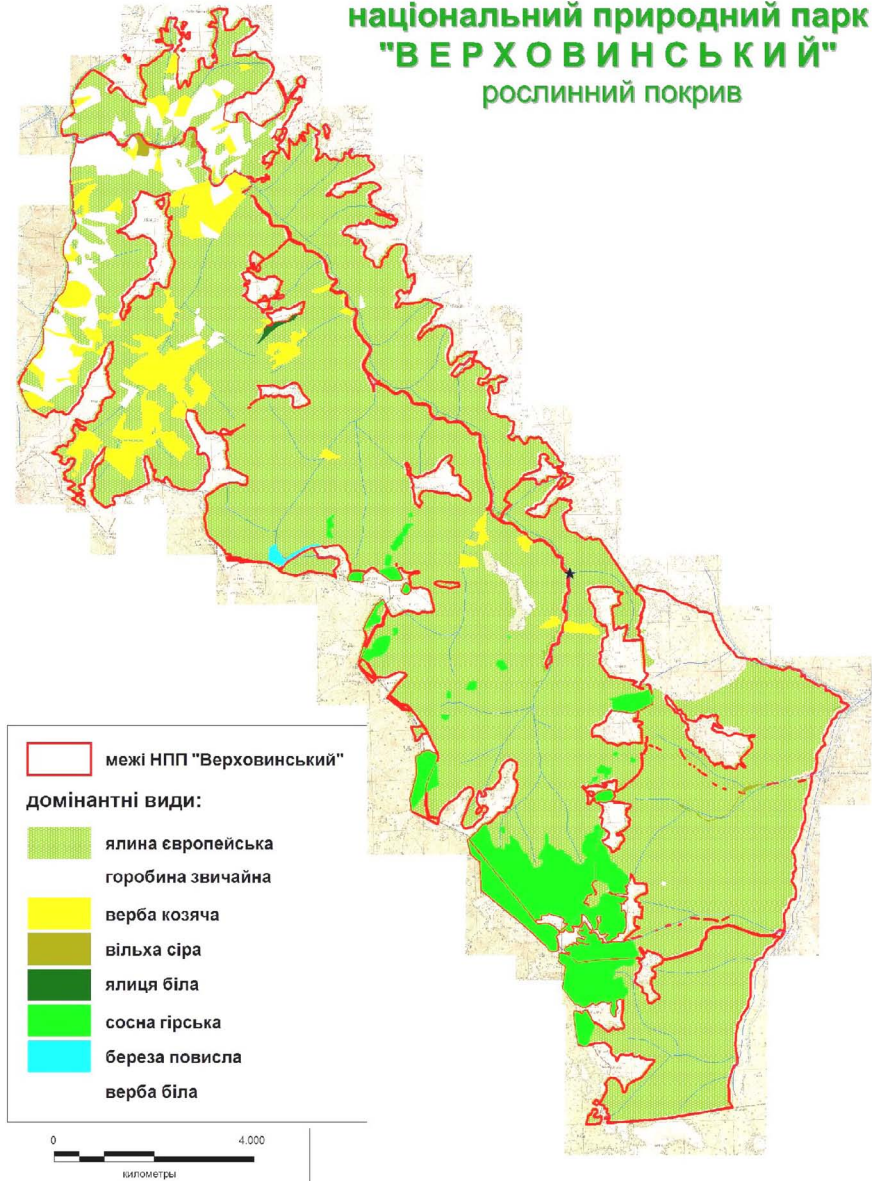 національний природний парк
"ВЕРХОВИНСЬКИЙ"
рослинний покрив
межі НПП "Верховинський"
домінантні види:
ялина європейська
горобина звичайна
верба козяча
вільха сіра
ялиця біла
сосна гірська
береза повисла
верба біла
0 4.000
километры